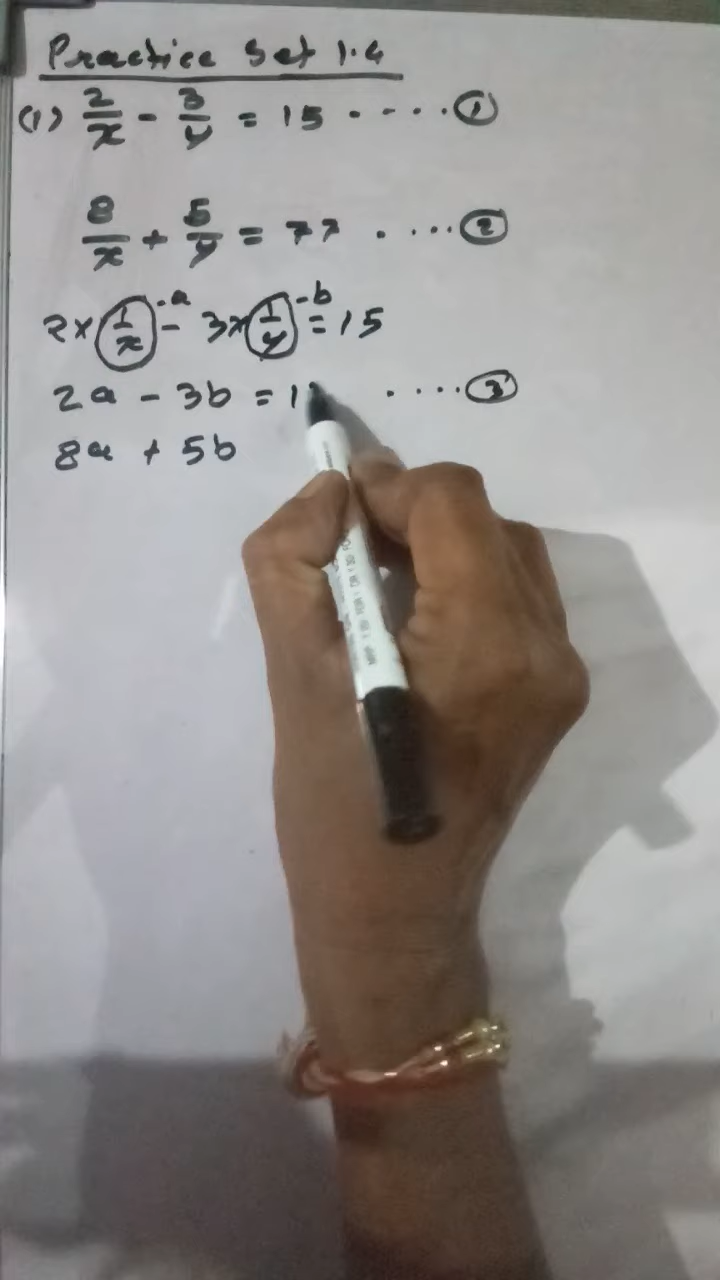 Practice Set 1.4
(1) 2/x - 3/y = 15 - · · · · ①
8/x + 5/y = 77 · · · · ②
2 × (1/x)-a - 3 × (1/y)-b = 15
2a - 3b = 1 · · · · ③
8a + 5b